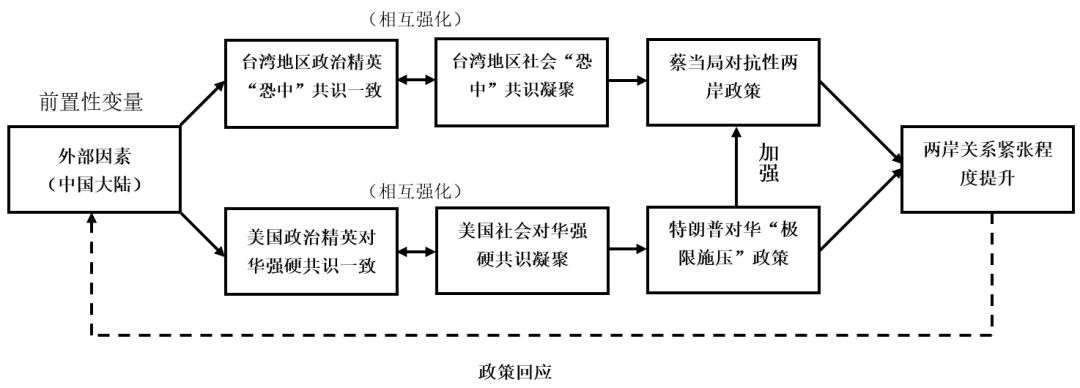 （相互强化）
台湾地区政治精英
“恐中”共识一致
台湾地区社会“恐
中”共识凝聚
蔡当局对抗性两
岸政策
前置性变量
外部因素
（中国大陆）
加
强
两岸关系紧张程
度提升
（相互强化）
美国政治精英对
华强硬共识一致
美国社会对华强
硬共识凝聚
特朗普对华“极
限施压”政策
政策回应